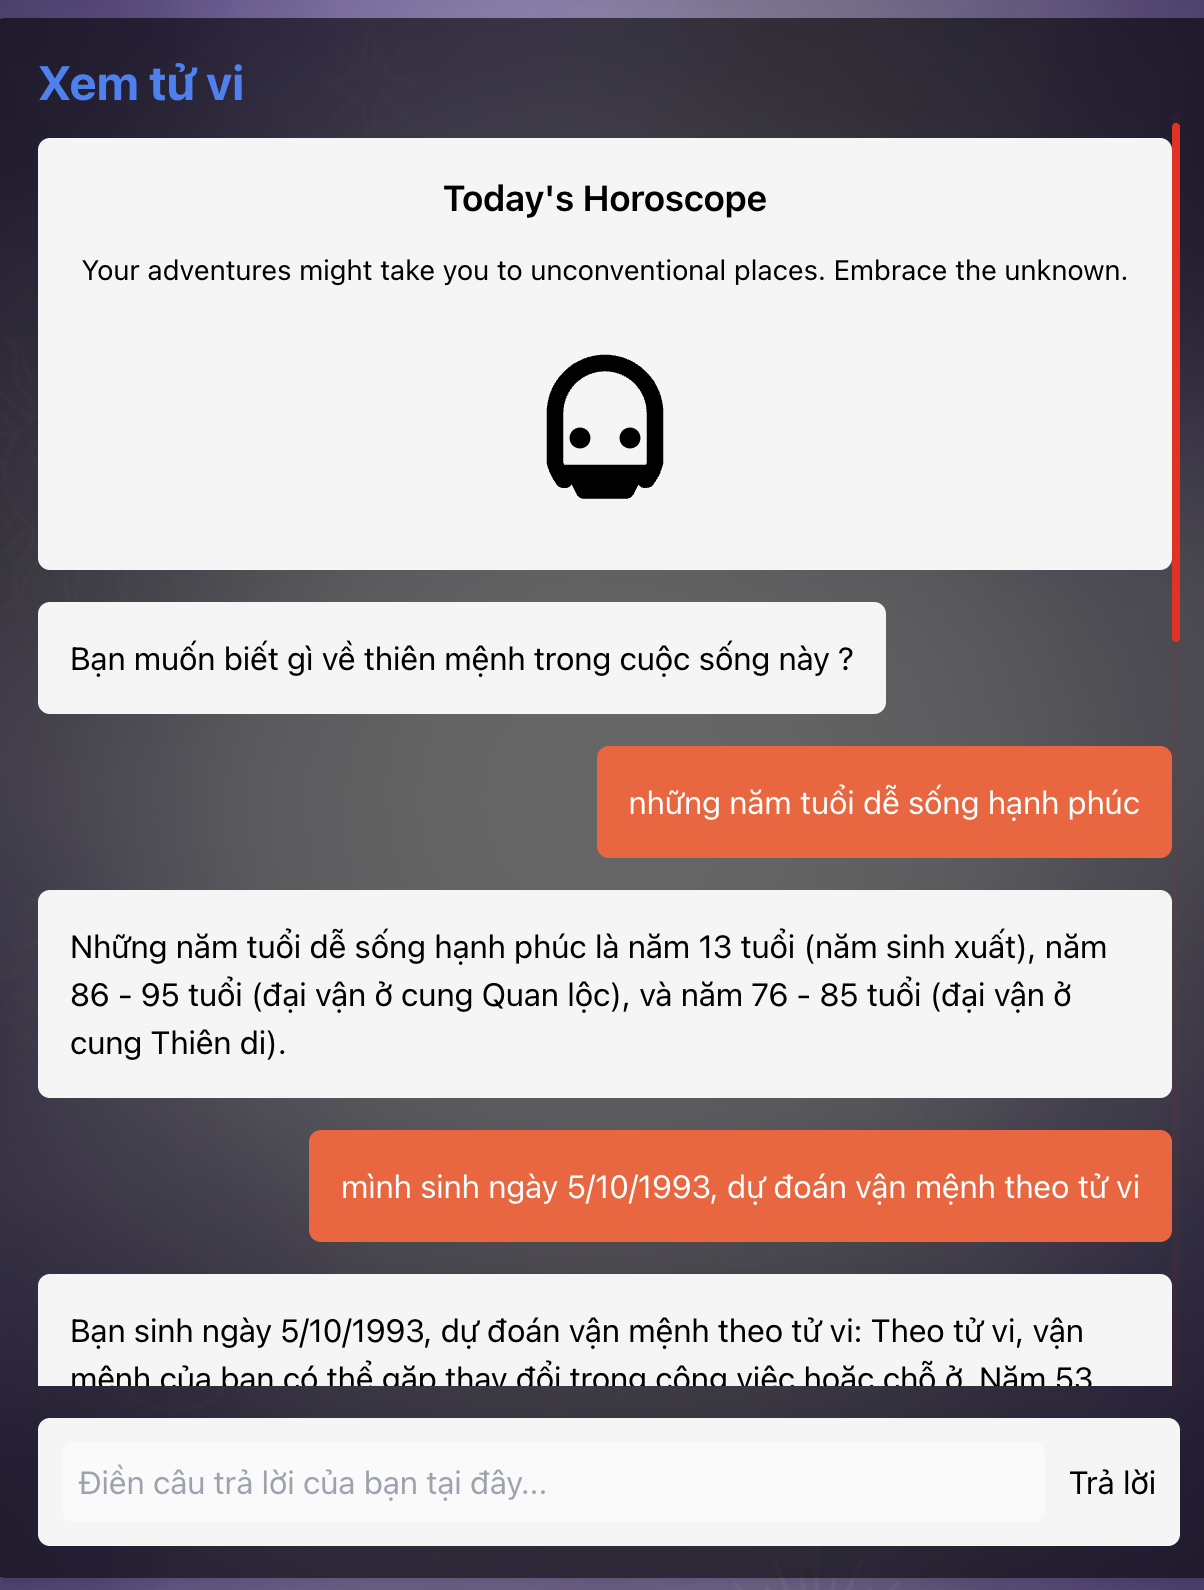 Xem tử vi
Today's Horoscope
Your adventures might take you to unconventional places. Embrace the unknown.
Bạn muốn biết gì về thiên mệnh trong cuộc sống này ?
những năm tuổi dễ sống hạnh phúc
Những năm tuổi dễ sống hạnh phúc là năm 13 tuổi (năm sinh xuất), năm
86 - 95 tuổi (đại vận ở cung Quan lộc), và năm 76 - 85 tuổi (đại vận ở
cung Thiên di).
mình sinh ngày 5/10/1993, dự đoán vận mệnh theo tử vi
Bạn sinh ngày 5/10/1993, dự đoán vận mệnh theo tử vi: Theo tử vi, vận
mệnh của bạn có thể gặp thay đổi trong công việc hoặc chỗ ở. Năm 53
Điền câu trả lời của bạn tại đây...
Trả lời